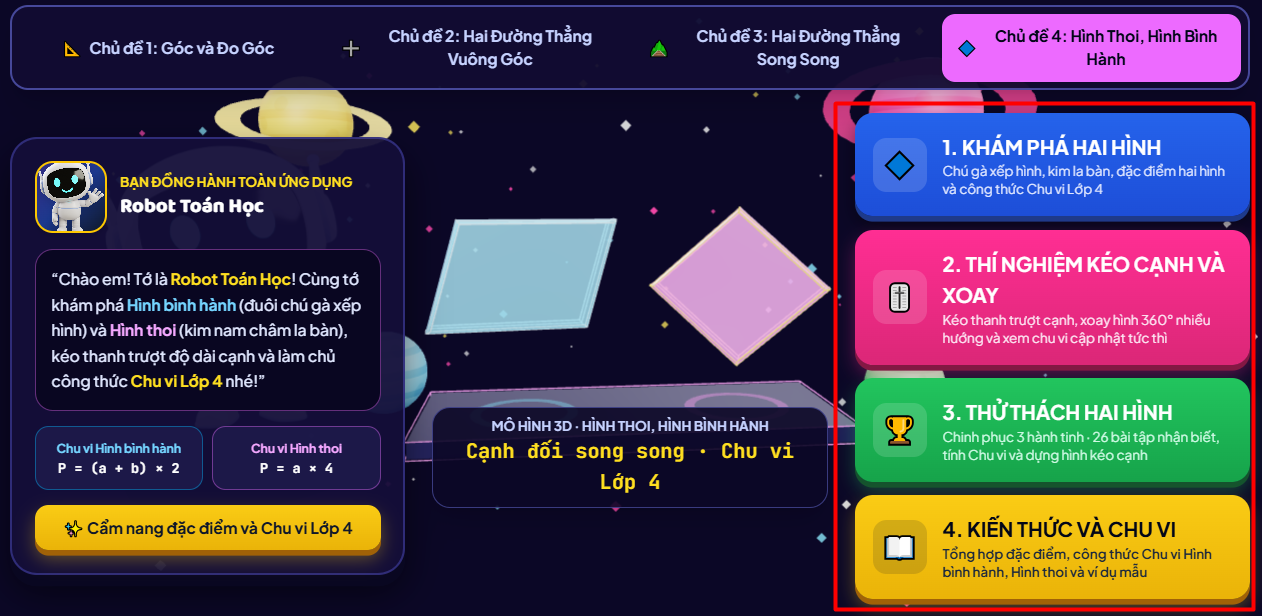 Chủ đề 1: Góc và Đo Góc
Chủ đề 2: Hai Đường Thẳng
Vuông Góc
Chủ đề 3: Hai Đường Thẳng
Song Song
Chủ đề 4: Hình Thoi, Hình Bình
Hành
BẠN ĐỒNG HÀNH TOÀN ỨNG DỤNG
Robot Toán Học
“Chào em! Tớ là Robot Toán Học! Cùng tớ
khám phá Hình bình hành (đuôi chú gà xếp
hình) và Hình thoi (kim nam châm la bàn),
kéo thanh trượt độ dài cạnh và làm chủ
công thức Chu vi Lớp 4 nhé!”
Chu vi Hình bình hành
P = (a + b) × 2
Chu vi Hình thoi
P = a × 4
Cẩm nang đặc điểm và Chu vi Lớp 4
MÔ HÌNH 3D · HÌNH THOI, HÌNH BÌNH HÀNH
Cạnh đối song song · Chu vi
Lớp 4
1. KHÁM PHÁ HAI HÌNH
Chú gà xếp hình, kim la bàn, đặc điểm hai hình
và công thức Chu vi Lớp 4
2. THÍ NGHIỆM KÉO CẠNH VÀ
XOAY
Kéo thanh trượt cạnh, xoay hình 360° nhiều
hướng và xem chu vi cập nhật tức thì
3. THỬ THÁCH HAI HÌNH
Chinh phục 3 hành tinh · 26 bài tập nhận biết,
tính Chu vi và dựng hình kéo cạnh
4. KIẾN THỨC VÀ CHU VI
Tổng hợp đặc điểm, công thức Chu vi Hình
bình hành, Hình thoi và ví dụ mẫu